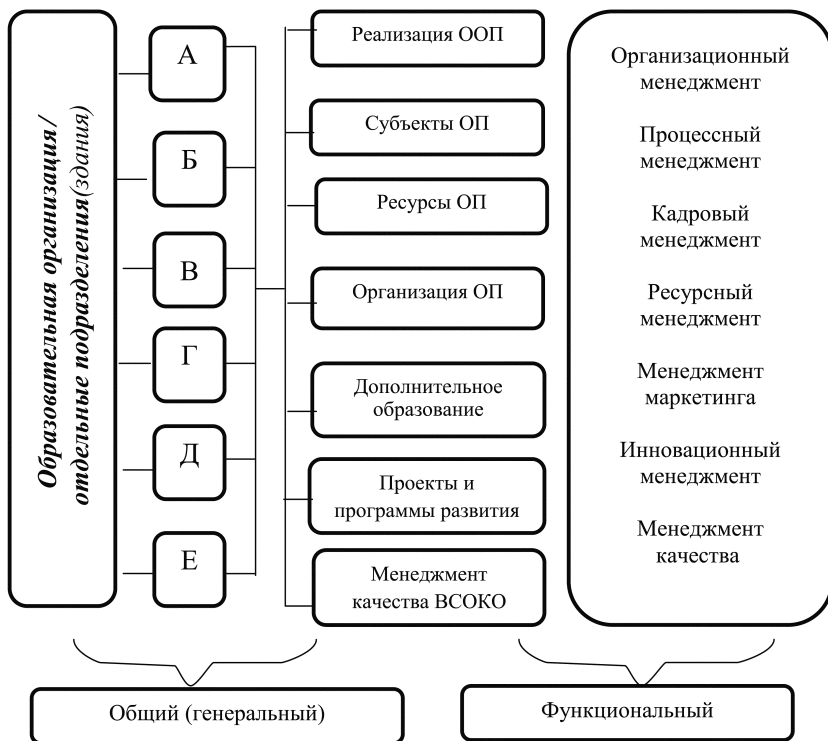 Образовательная организация/
отдельные подразделения(здания)
А
Б
В
Г
Д
Е
Реализация ООП
Субъекты ОП
Ресурсы ОП
Организация ОП
Дополнительное
образование
Проекты и
программы развития
Менеджмент
качества ВСОКО
Организационный
менеджмент
Процессный
менеджмент
Кадровый
менеджмент
Ресурсный
менеджмент
Менеджмент
маркетинга
Инновационный
менеджмент
Менеджмент
качества
Общий (генеральный)
Функциональный